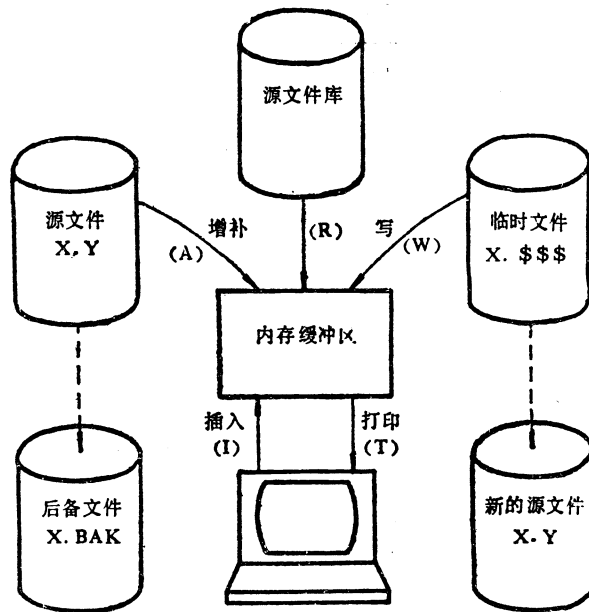 源文件库
源文件
X.Y
增补
(A)
(R)
写
(W)
临时文件
X. $$$
内存缓冲区
插入
(I)
打印
(T)
后备文件
X. BAK
新的源文件
X.Y